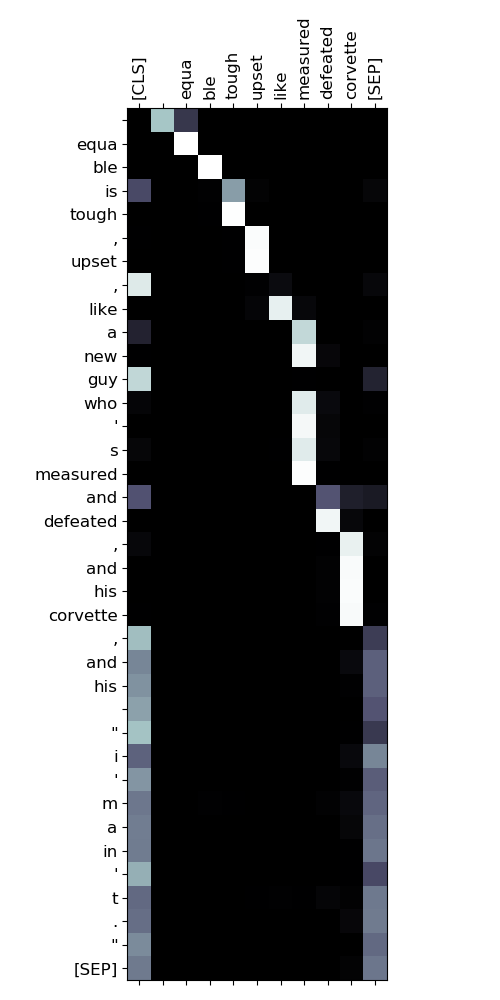 [CLS]
equa
ble
tough
upset
like
measured
defeated
corvette
[SEP]
equa
ble
is
tough
,
upset
,
like
a
new
guy
who
'
s
measured
and
defeated
,
and
his
corvette
,
and
his
"
i
'
m
a
in
'
t
.
"
[SEP]